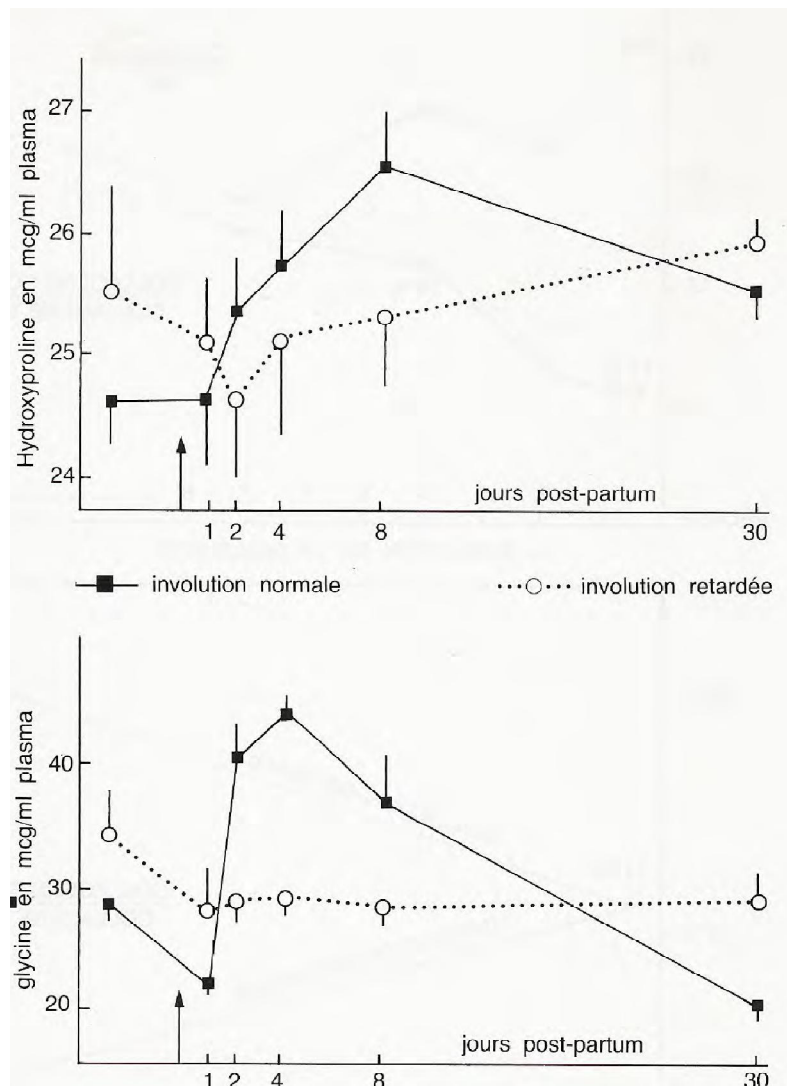 Hydroxyproline en mcg/ml plasma
27
26
25
24
jours post-partum
1 2 4 8 30
involution normale
involution retardée
glycine en mcg/ml plasma
40
30
20
jours post-partum
1 2 4 8 30